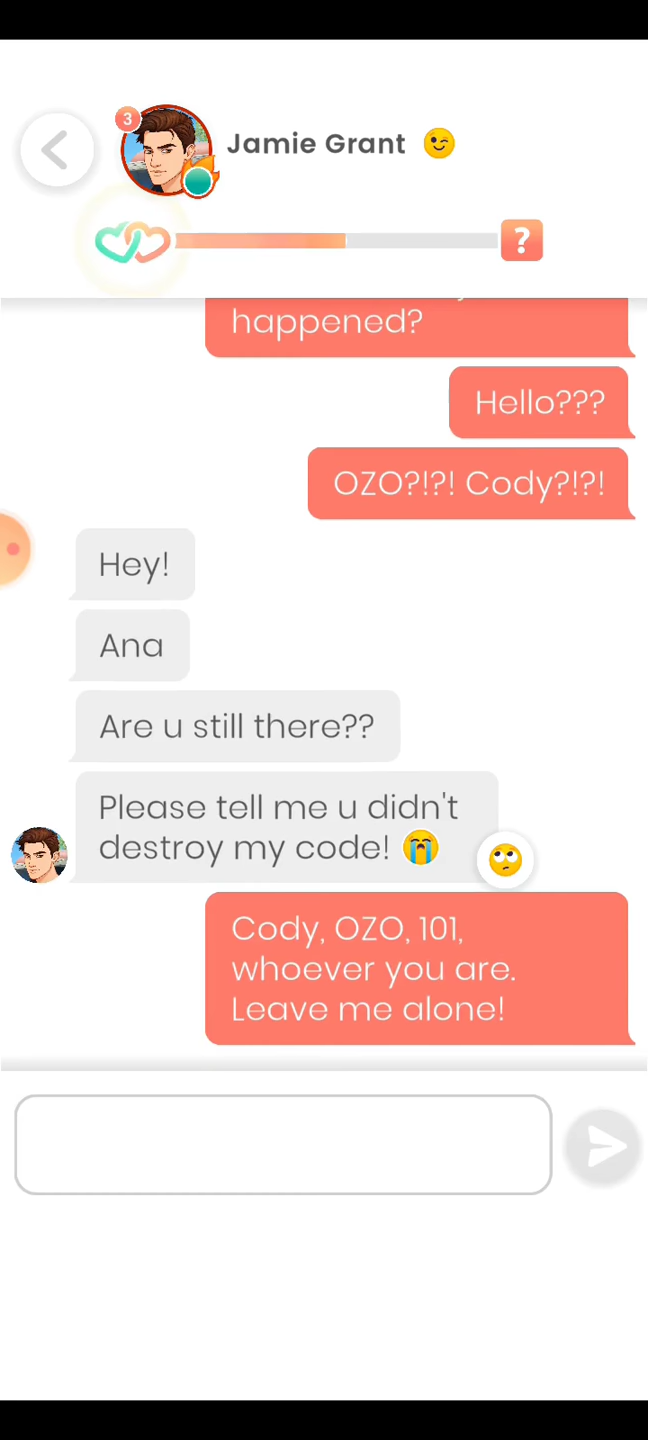 3
Jamie Grant 😉
?
happened?
Hello???
OZO?!?! Cody?!?!
Hey!
Ana
Are u still there??
Please tell me u didn't
destroy my code! 😭
🙄
Cody, OZO, 101,
whoever you are.
Leave me alone!